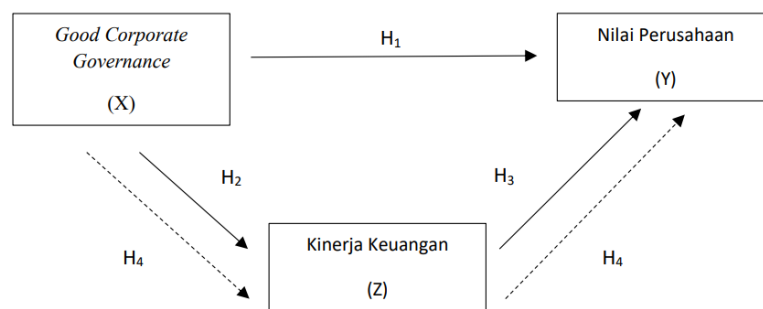 Good Corporate
Governance
(X)
H₁
Nilai Perusahaan
(Y)
H₂
H₃
H₄
Kinerja Keuangan
(Z)
H₄